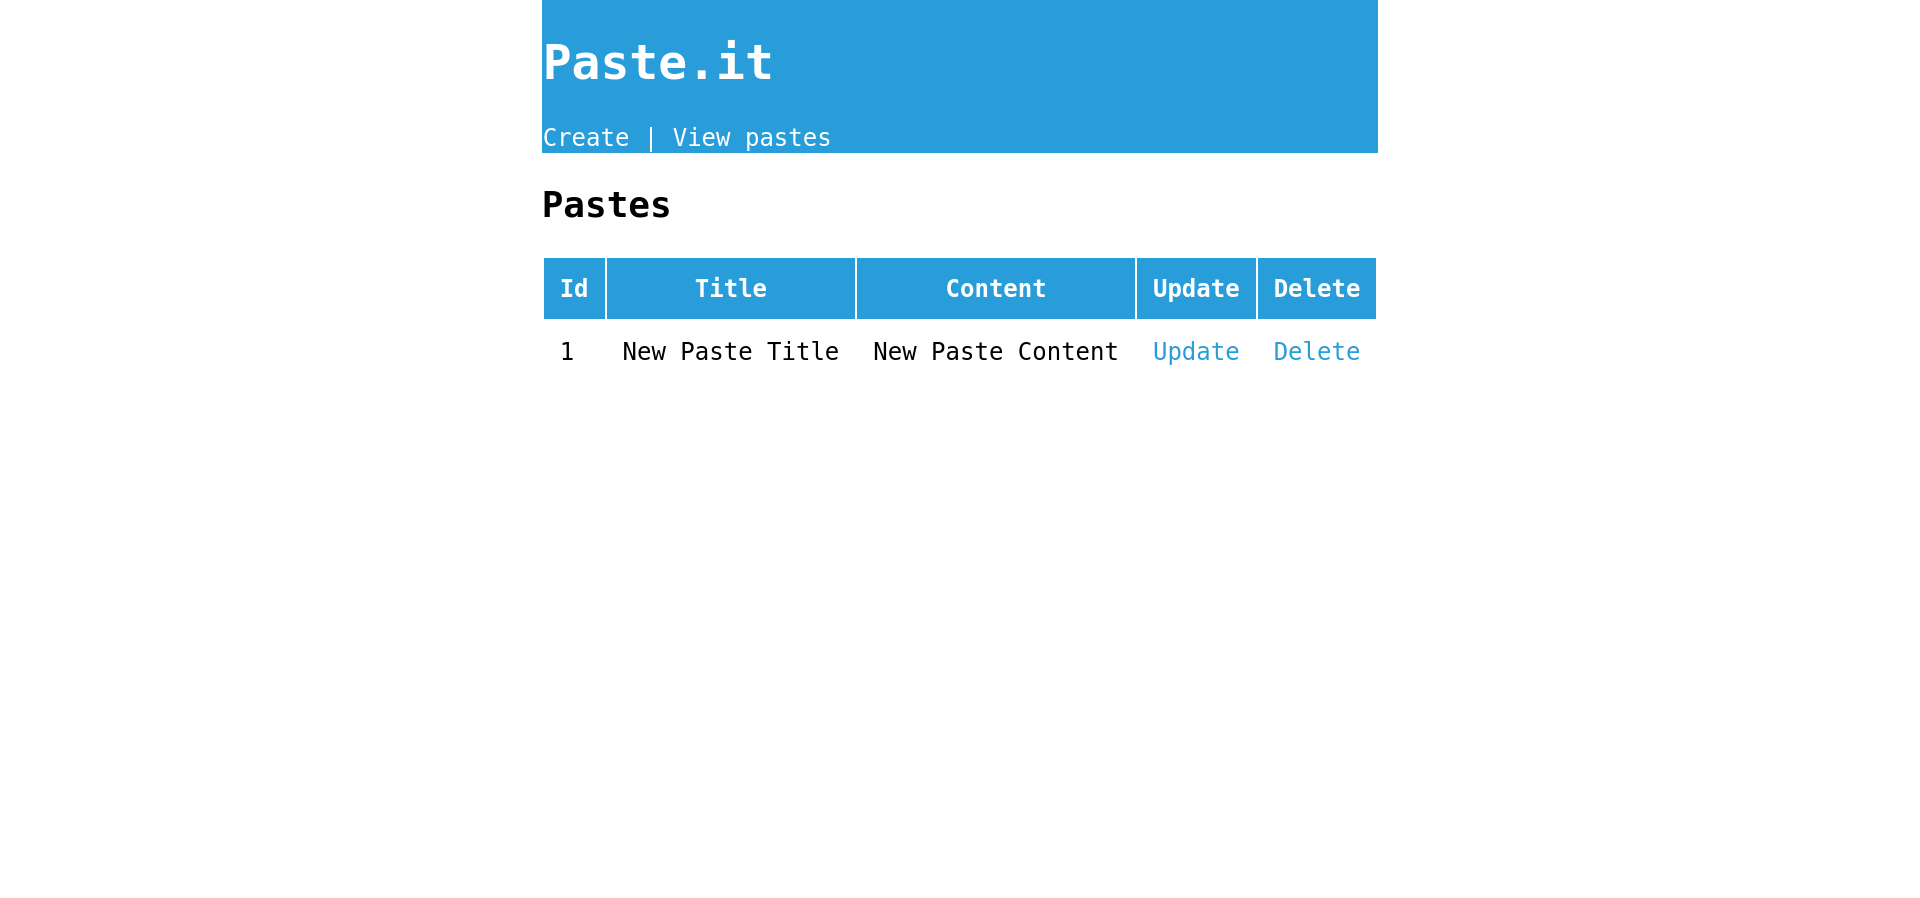 Paste.it
Create | View pastes
Pastes
Id Title Content Update Delete
1 New Paste Title New Paste Content Update Delete